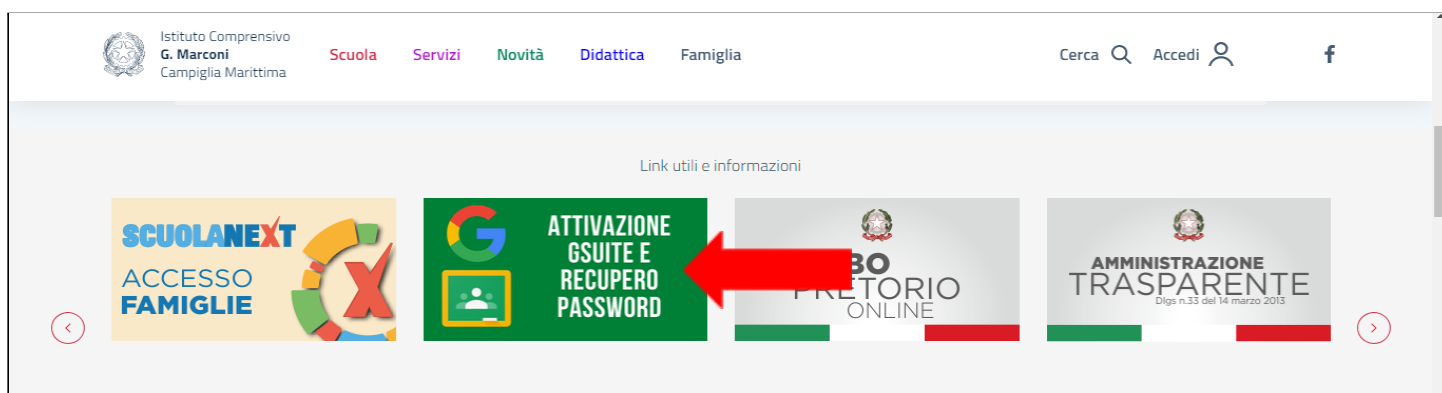 Istituto Comprensivo
G. Marconi
Campiglia Marittima
Scuola Servizi Novità Didattica Famiglia Cerca Accedi
Link utili e informazioni
SCUOLANEXT
ACCESSO
FAMIGLIE
ATTIVAZIONE
GSUITE E
RECUPERO
PASSWORD
BO
PRETORIO
ONLINE
AMMINISTRAZIONE
TRASPARENTE
Dlgs n.33 del 14 marzo 2013